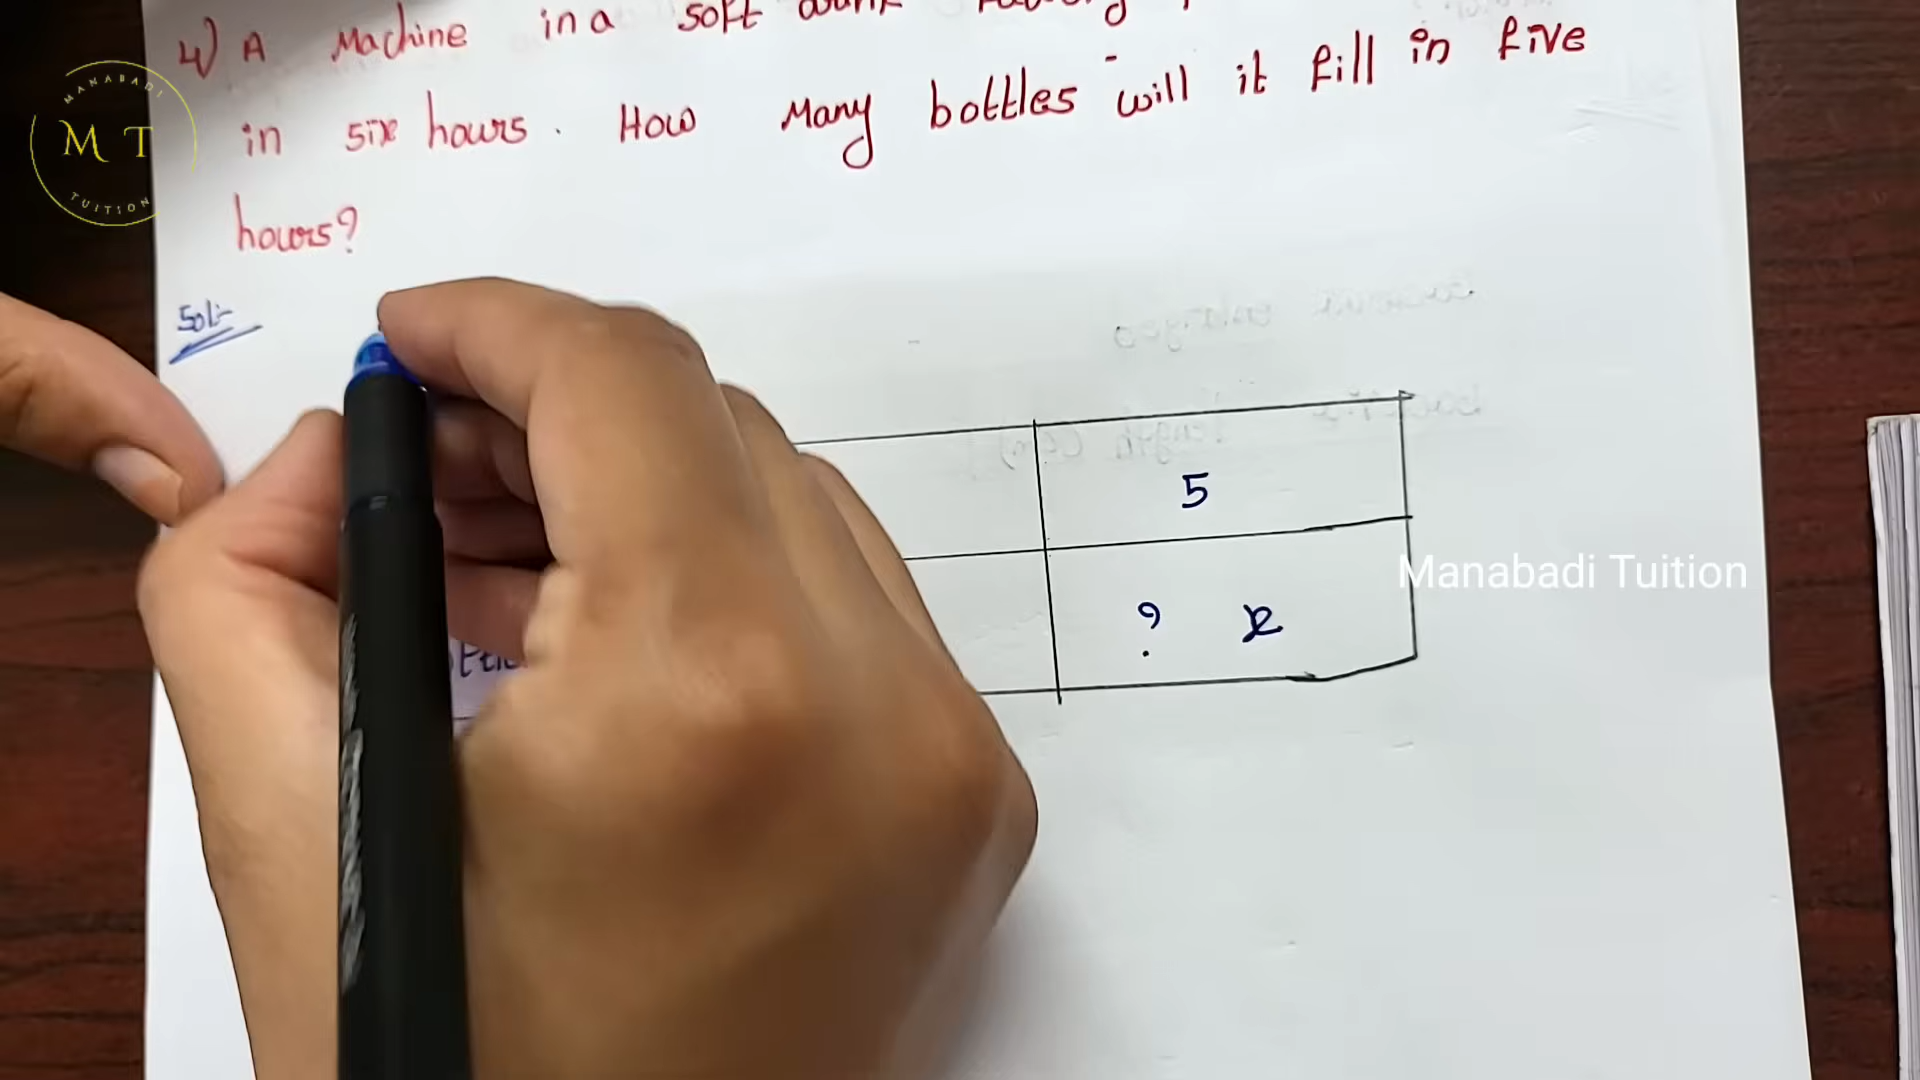 4) A Machine in a soft
in six hours. How Many bottles will it fill in five
hours?
Sol:-
5
? x
MANABADI
M T
TUITION
Manabadi Tuition